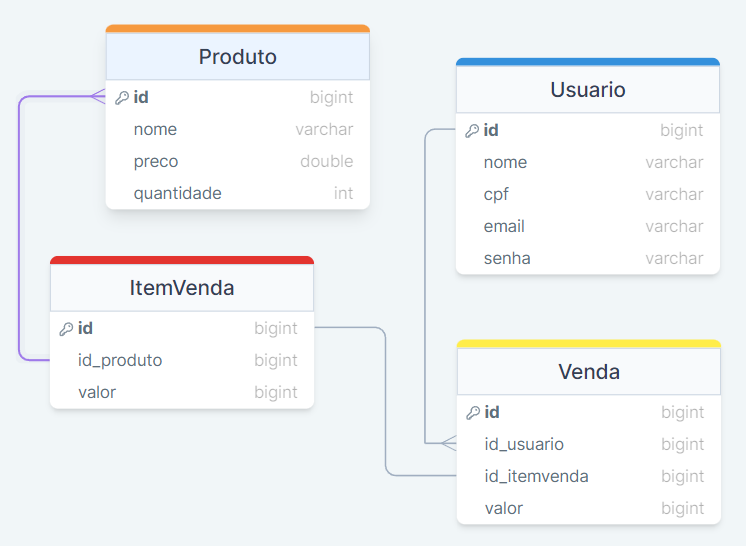 Produto
id bigint
nome varchar
preco double
quantidade int
Usuario
id bigint
nome varchar
cpf varchar
email varchar
senha varchar
ItemVenda
id bigint
id_produto bigint
valor bigint
Venda
id bigint
id_usuario bigint
id_itemvenda bigint
valor bigint